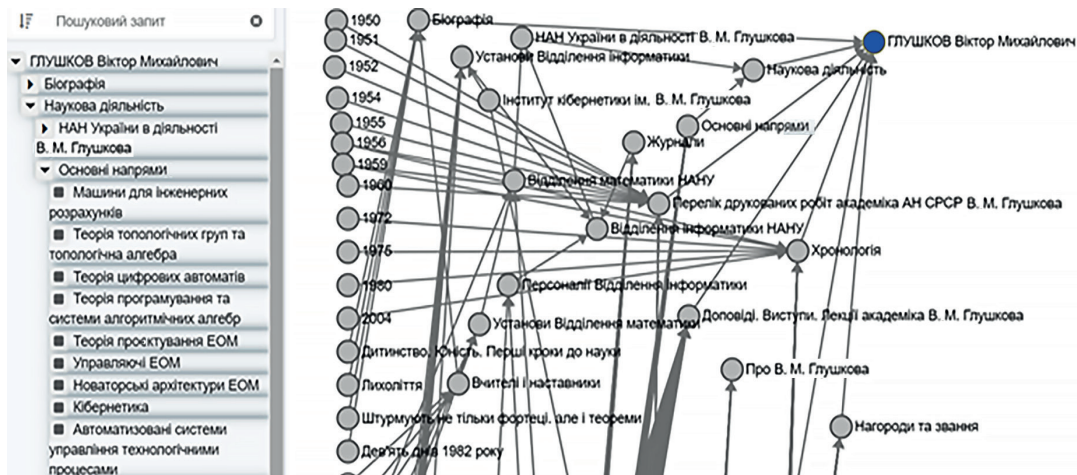 Пошуковий запит
ГЛУШКОВ Віктор Михайлович
Біографія
Наукова діяльність
НАН України в діяльності
В. М. Глушкова
Основні напрями
Машини для інженерних
розрахунків
Теорія топологічних груп та
топологічна алгебра
Теорія цифрових автоматів
Теорія програмування та
системи алгоритмічних алгебр
Теорія проєктування ЕОМ
Управляючі ЕОМ
Новаторські архітектури ЕОМ
Кібернетика
Автоматизовані системи
управління технологічними
процесами
1950
Біографія
1951
НАН України в діяльності В. М. Глушкова
ГЛУШКОВ Віктор Михайлович
Установи Відділення інформатики
1952
Наукова діяльність
1954
Інститут кібернетики ім. В. М. Глушкова
1955
Основні напрями
1956
Журнали
1959
Відділення математики НАНУ
1960
Перелік друкованих робіт академіка АН СРСР В. М. Глушкова
1972
Відділення інформатики НАНУ
1975
Хронологія
1980
Персоналії Відділення інформатики
2004
Установи Відділення математики
Доповіді. Виступи. Лекції академіка В. М. Глушкова
Дитинство. Юність. Перші кроки до науки
Про В. М. Глушкова
Лихоліття
Вчителі і наставники
Штурмують не тільки фортеці, але і теореми
Нагороди та звання
Дев'ять днів 1982 року